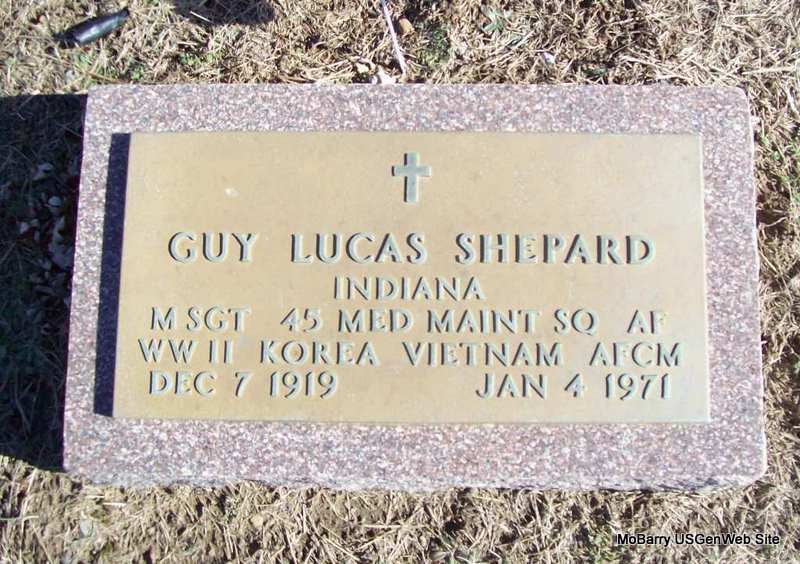 GUY LUCAS SHEPARD
INDIANA
M SGT 45 MED MAINT SQ AF
WW II KOREA VIETNAM AFCM
DEC 7 1919 JAN 4 1971
MoBarry USGenWeb Site